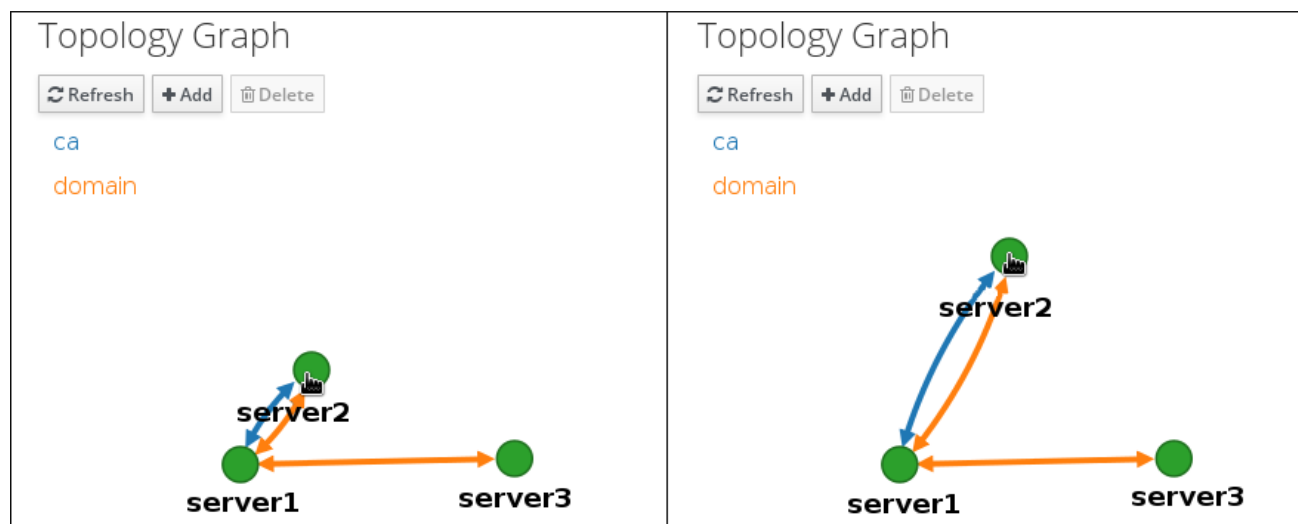 Topology Graph
Refresh Add Delete
ca
domain
server2
server1
server3
Topology Graph
Refresh Add Delete
ca
domain
server2
server1
server3